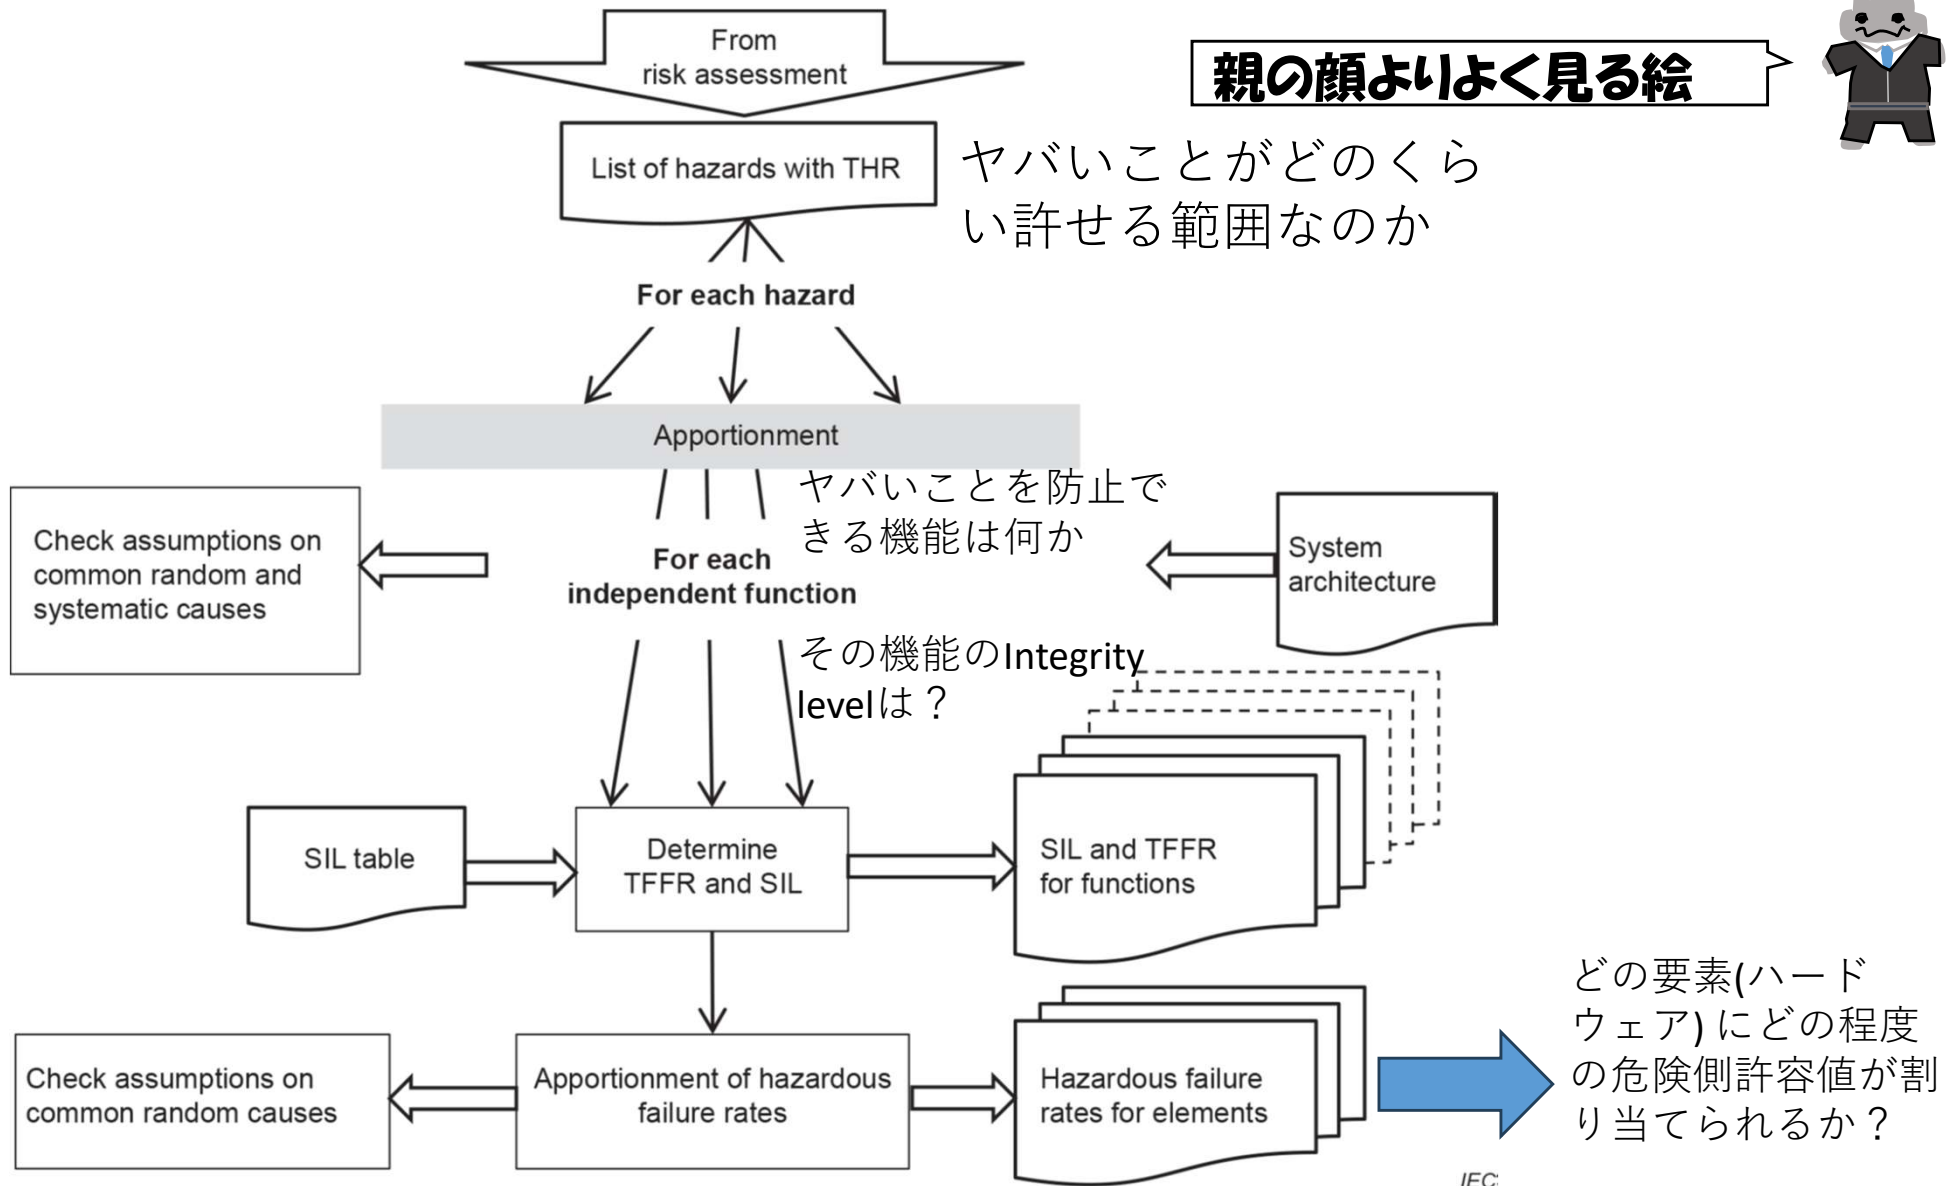 From
risk assessment
親の顔よりよく見る絵
List of hazards with THR
ヤバいことがどのくら
い許せる範囲なのか
For each hazard
Apportionment
ヤバいことを防止で
きる機能は何か
Check assumptions on
common random and
systematic causes
For each
independent function
System
architecture
その機能のIntegrity
levelは？
SIL table
Determine
TFFR and SIL
SIL and TFFR
for functions
どの要素(ハード
ウェア) にどの程度
の危険側許容値が割
り当てられるか？
Check assumptions on
common random causes
Apportionment of hazardous
failure rates
Hazardous failure
rates for elements
IEC